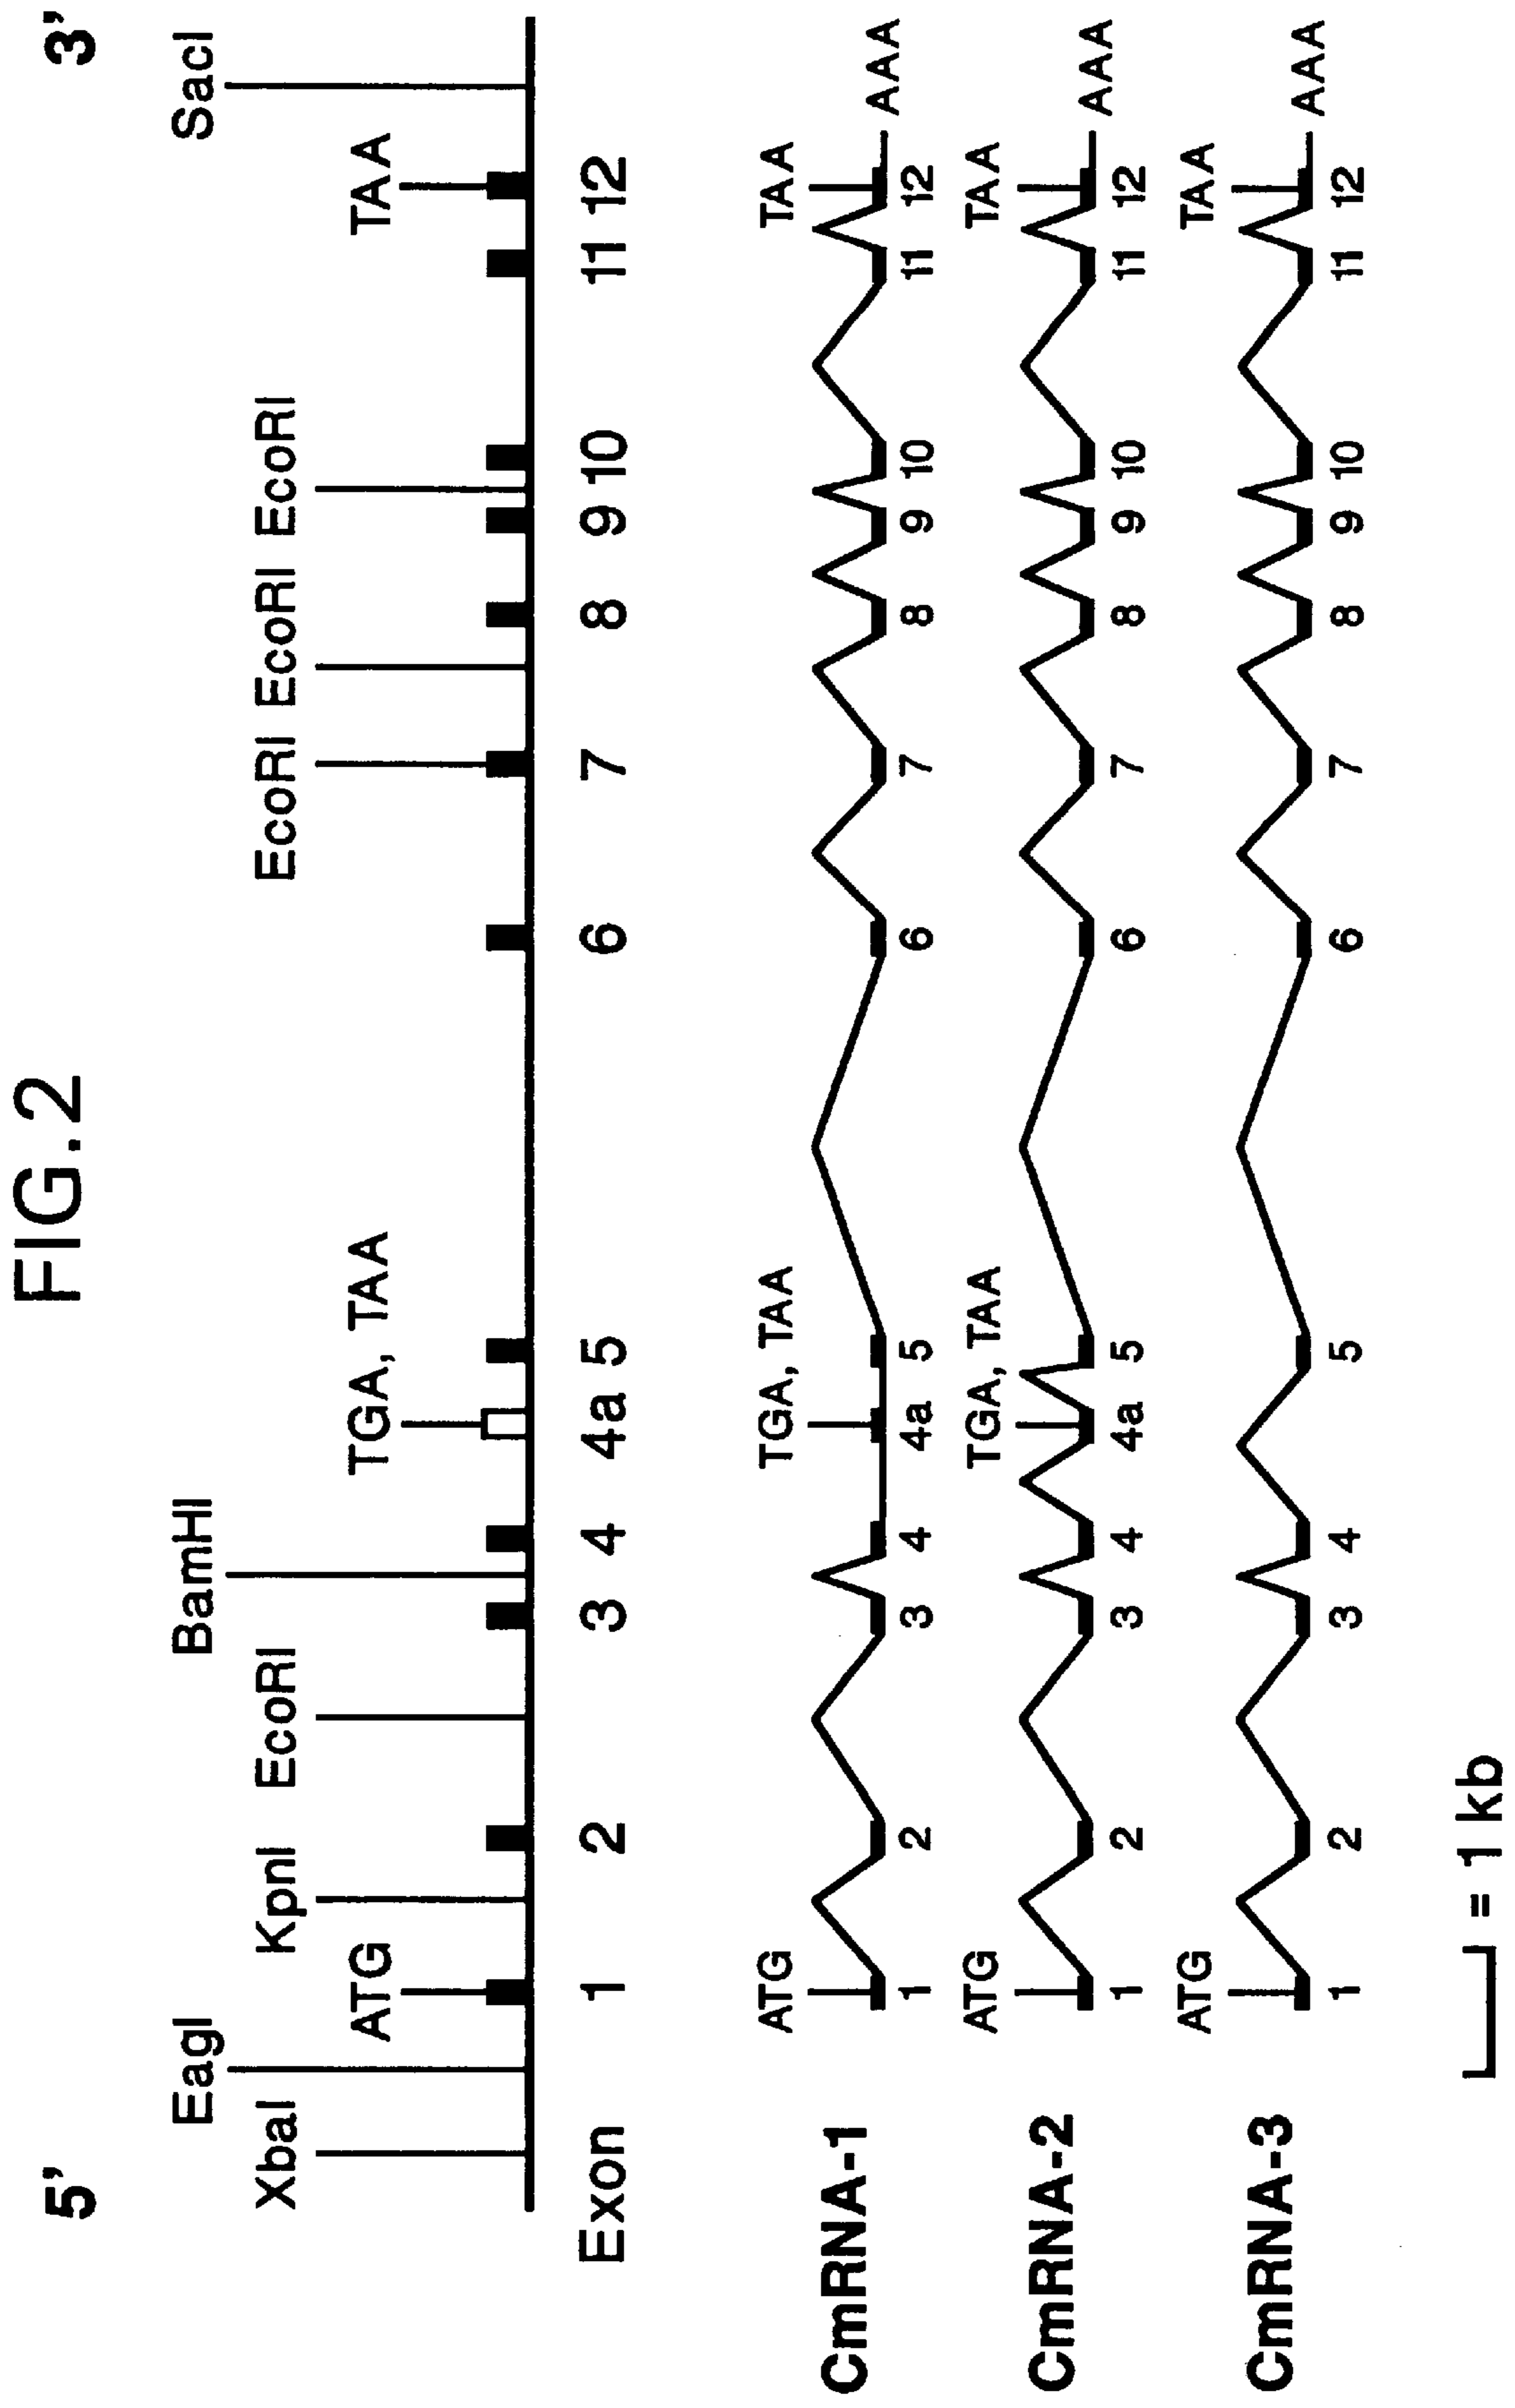 FIG.2
5' 3'
EagI BamHI SacI
XbaI KpnI EcoRI EcoRI EcoRI EcoRI
ATG TGA, TAA TAA
Exon 1 2 3 4 4a 5 6 7 8 9 10 11 12
ATG TGA, TAA TAA
CmRNA-1 AAA
1 2 3 4 4a 5 6 7 8 9 10 11 12
ATG TGA, TAA TAA
CmRNA-2 AAA
1 2 3 4 4a 5 6 7 8 9 10 11 12
ATG TAA
CmRNA-3 AAA
1 2 3 4 5 6 7 8 9 10 11 12
= 1 kb